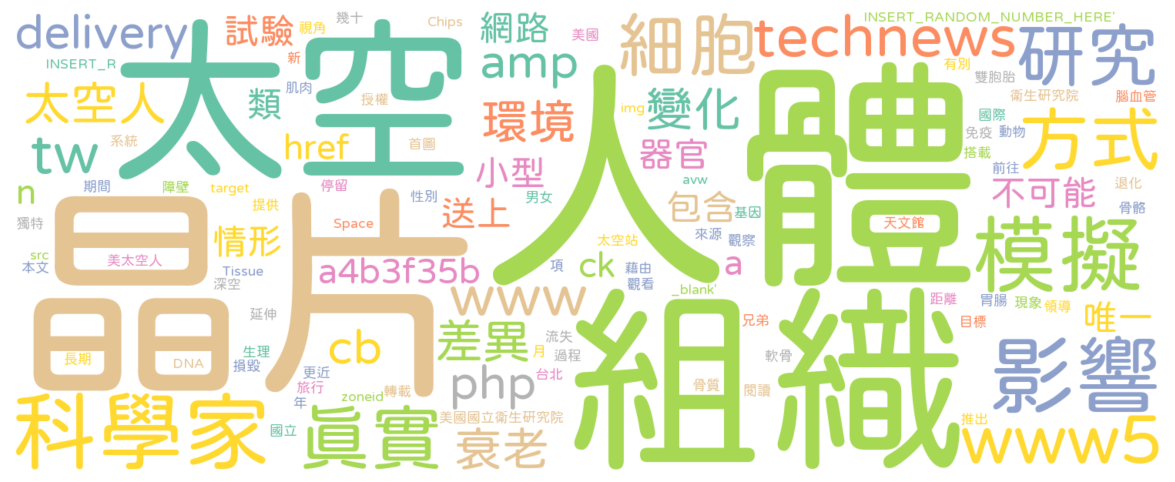 delivery
試驗
視角
幾十
Chips
網路
美國
細胞
INSERT_RANDOM_NUMBER_HERE'
technews
研究
INSERT_R
太空
新
肌肉
授權
amp
有別
雙胞胎
衛生研究院
腦血管
太空人
類
環境
img
變化
國際
人體
tw
系統
href
首圖
器官
免疫
動物
方式
搭載
n
期間
障壁
target
停留
小型
avw
前往
不可能
退化
獨特
提供
性別
男女
包含
基因
骨骼
晶片
Space
送上
天文館
模擬
src
本文
美太空人
情形
太空站
來源
觀察
Tissue
深空
a4b3f35b
項
ck
藉由
觀看
a
_blank'
www
組織
距離
胃腸
現象
領導
唯一
延伸
cb
差異
流失
兄弟
目標
長期
DNA
生理
損毀
月
過程
軟骨
影響
更近
旅行
年
轉載
zoneid
php
台北
骨質
閱讀
科學家
國立
真實
美國國立衛生研究院
衰老
推出
www5